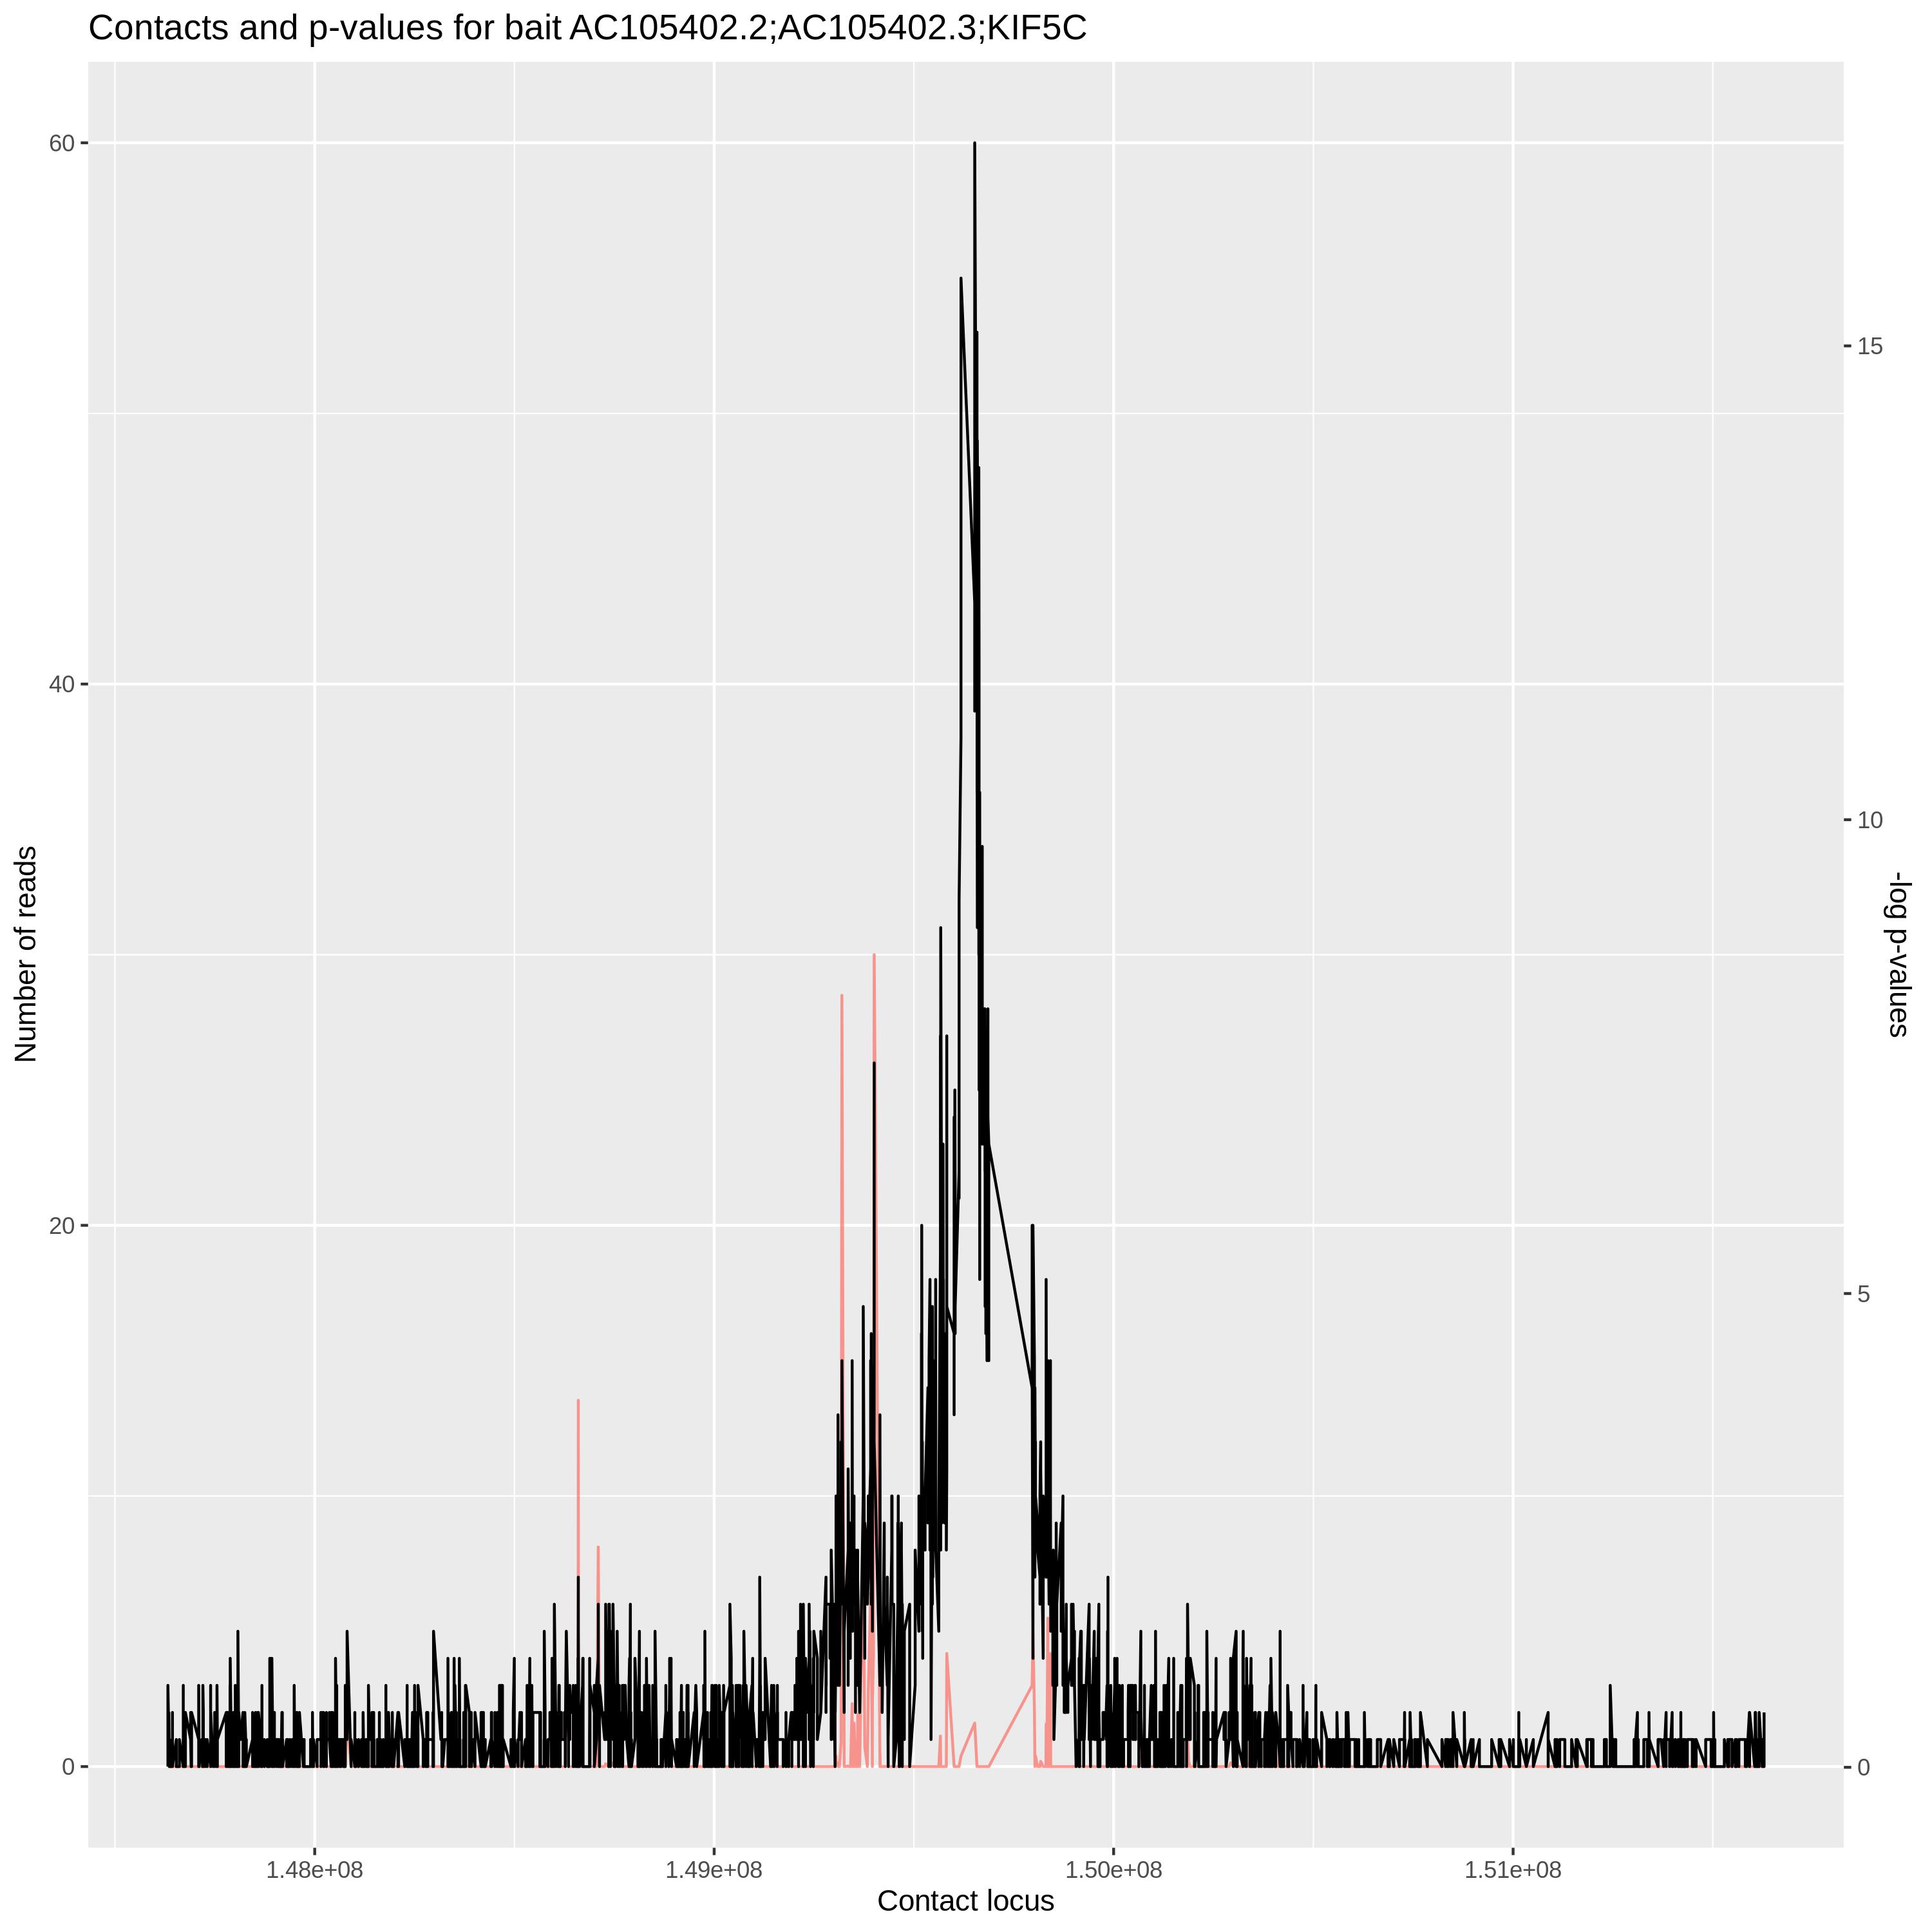 Contacts and p-values for bait AC105402.2;AC105402.3;KIF5C
60
40
20
0
Number of reads
15
10
5
0
-log p-values
1.48e+08 1.49e+08 1.50e+08 1.51e+08
Contact locus